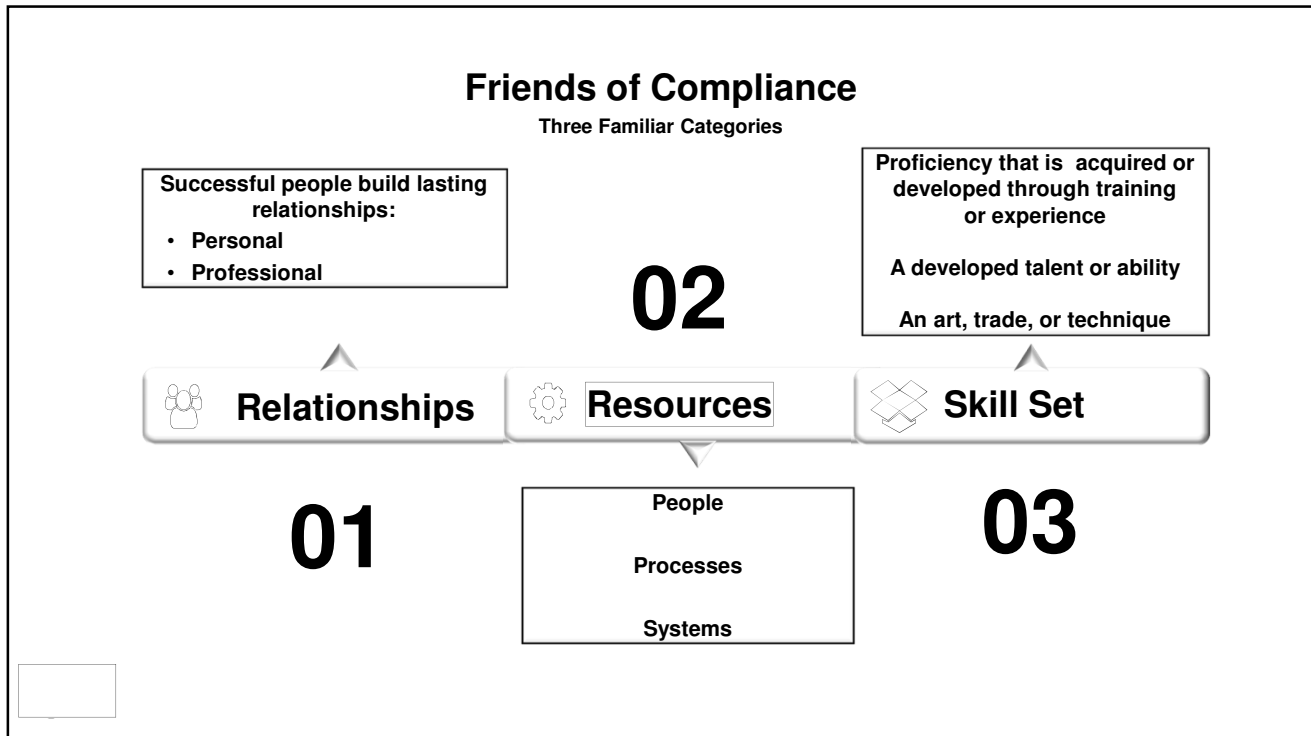 Friends of Compliance
Three Familiar Categories
Successful people build lasting
relationships:
• Personal
• Professional
01
Relationships
02
Resources
People
Processes
Systems
Proficiency that is acquired or
developed through training
or experience
A developed talent or ability
An art, trade, or technique
Skill Set
03